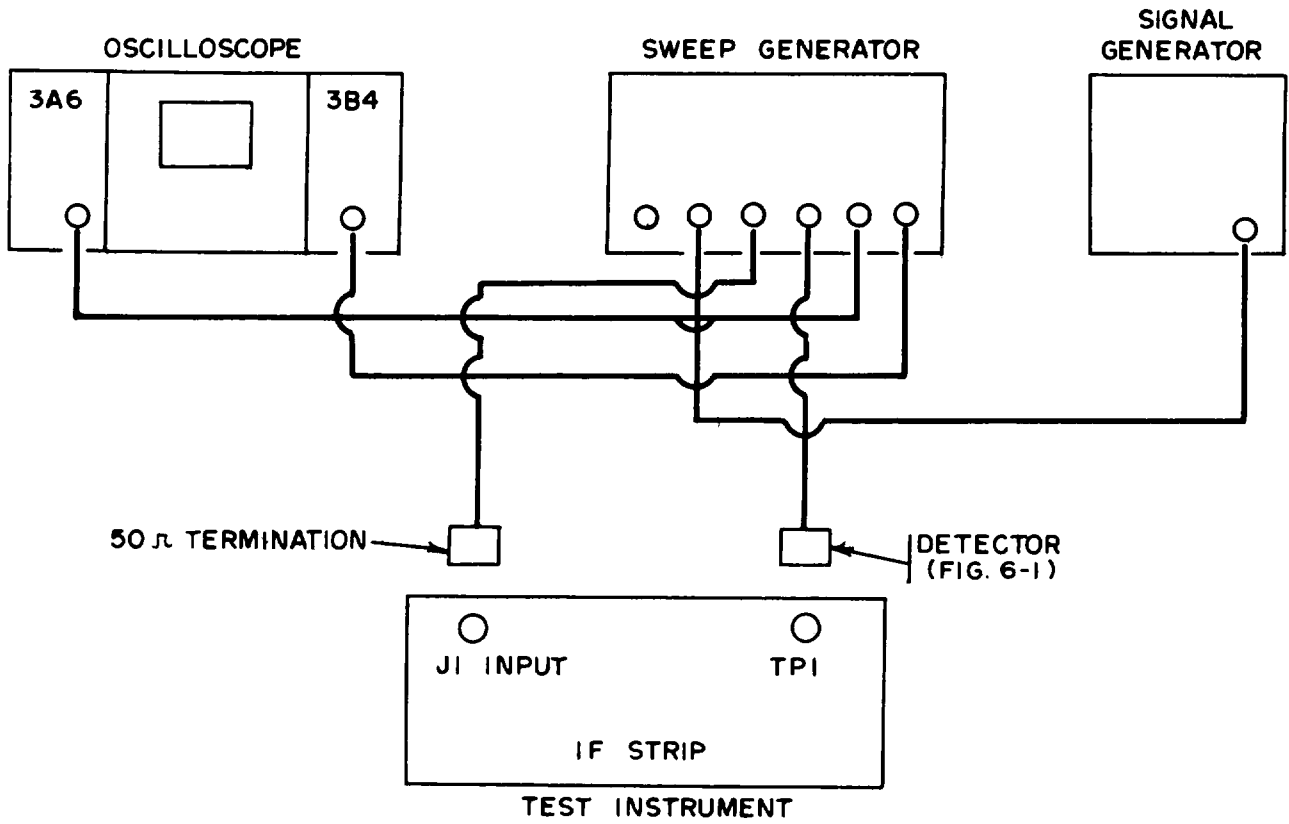 OSCILLOSCOPE
SWEEP GENERATOR
SIGNAL
GENERATOR
3A6
3B4
50 Ω TERMINATION
DETECTOR
(FIG. 6-1)
J1 INPUT
TP1
IF STRIP
TEST INSTRUMENT